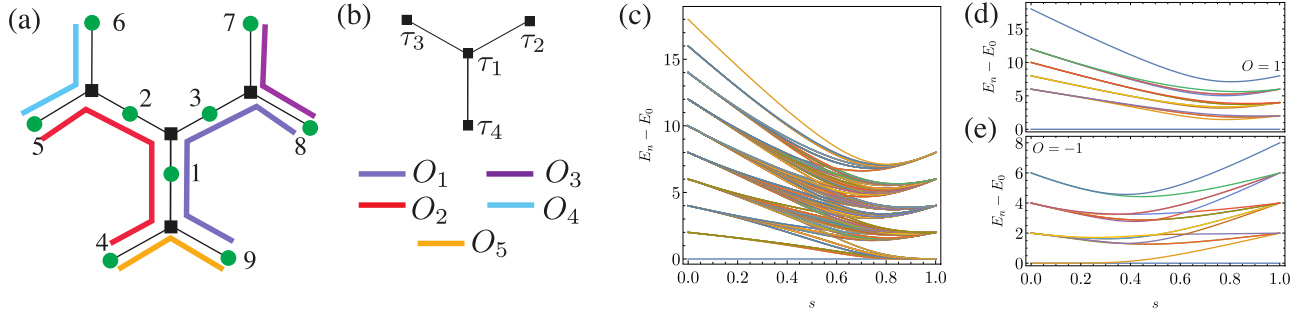 (a)
6
7
2
3
5
8
1
4
9
(b)
τ3
τ2
τ1
τ4
O1
O3
O2
O4
O5
(c)
En − E0
15
10
5
0
0.0 0.2 0.4 0.6 0.8 1.0
s
(d)
En − E0
15
10
5
0
O = 1
(e)
En − E0
8
6
4
2
0
O = −1
0.0 0.2 0.4 0.6 0.8 1.0
s